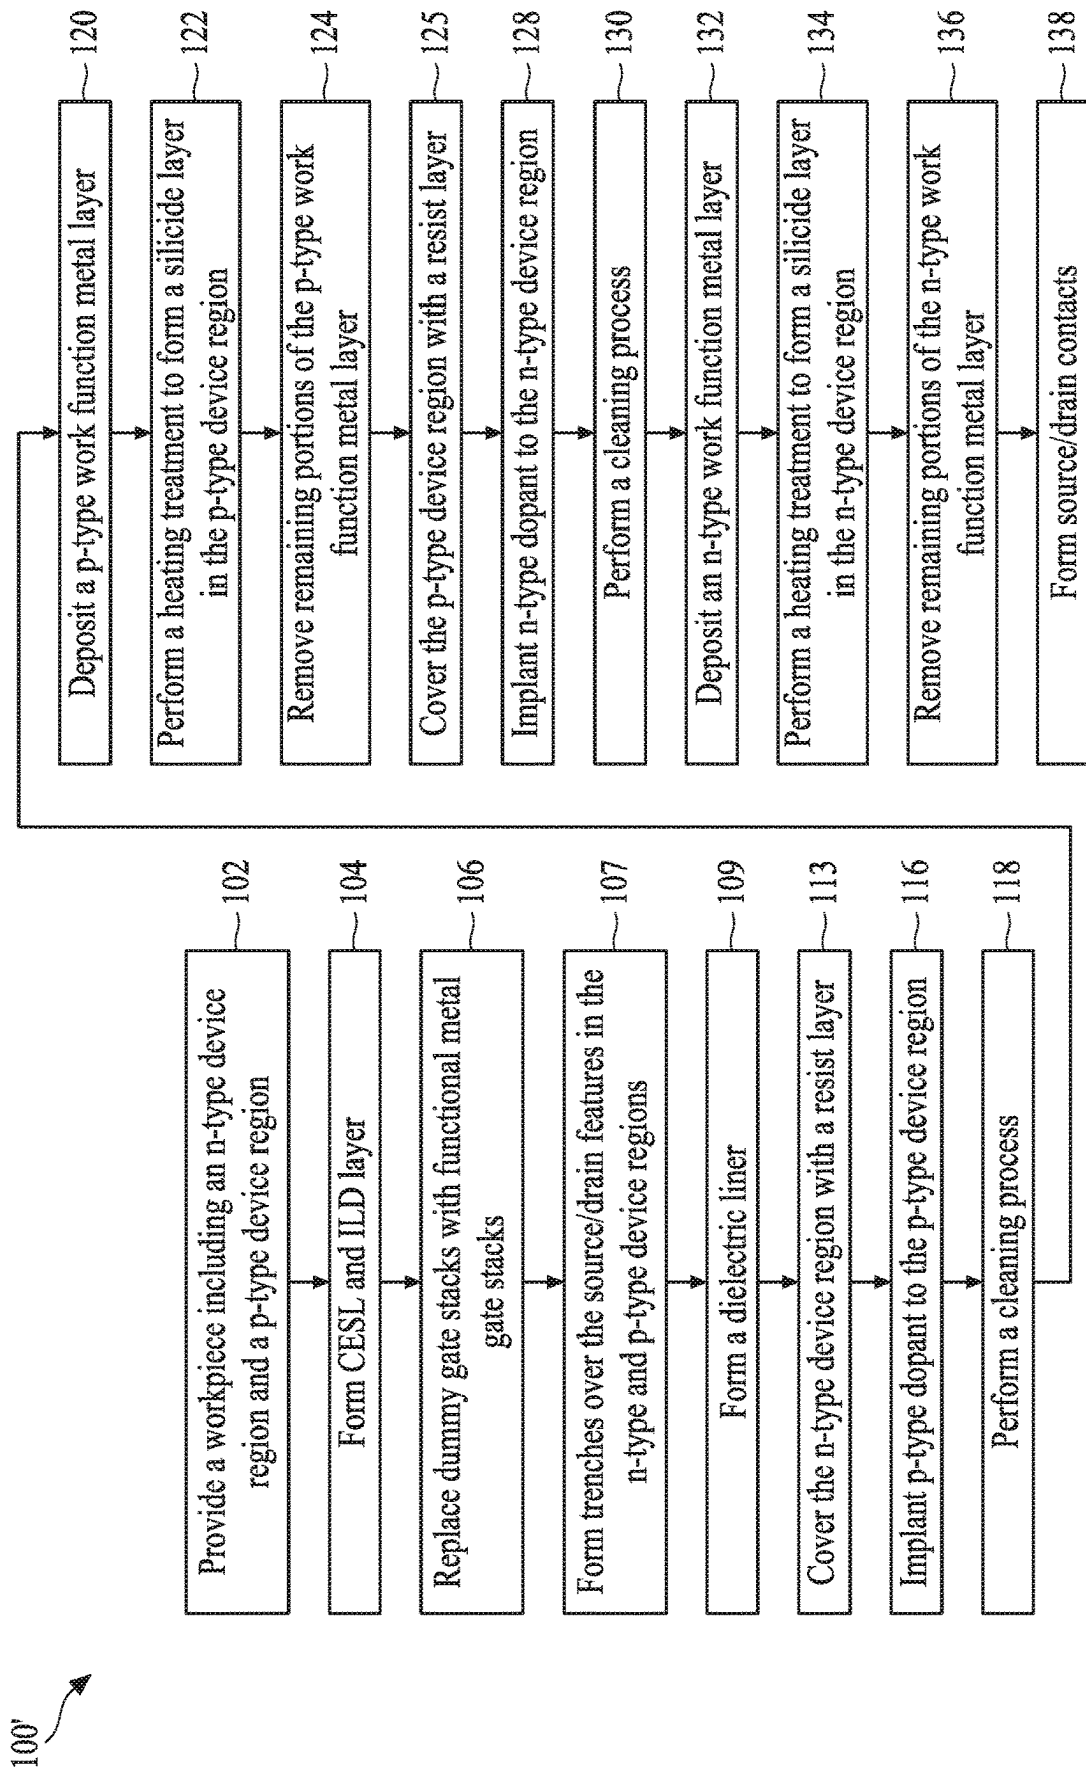 100'
Provide a workpiece including an n-type device
region and a p-type device region
102
Form CESL and ILD layer
104
Replace dummy gate stacks with functional metal
gate stacks
106
Form trenches over the source/drain features in the
n-type and p-type device regions
107
Form a dielectric liner
109
Cover the n-type device region with a resist layer
113
Implant p-type dopant to the p-type device region
116
Perform a cleaning process
118
Deposit a p-type work function metal layer
120
Perform a heating treatment to form a silicide layer
in the p-type device region
122
Remove remaining portions of the p-type work
function metal layer
124
Cover the p-type device region with a resist layer
125
Implant n-type dopant to the n-type device region
128
Perform a cleaning process
130
Deposit an n-type work function metal layer
132
Perform a heating treatment to form a silicide layer
in the n-type device region
134
Remove remaining portions of the n-type work
function metal layer
136
Form source/drain contacts
138